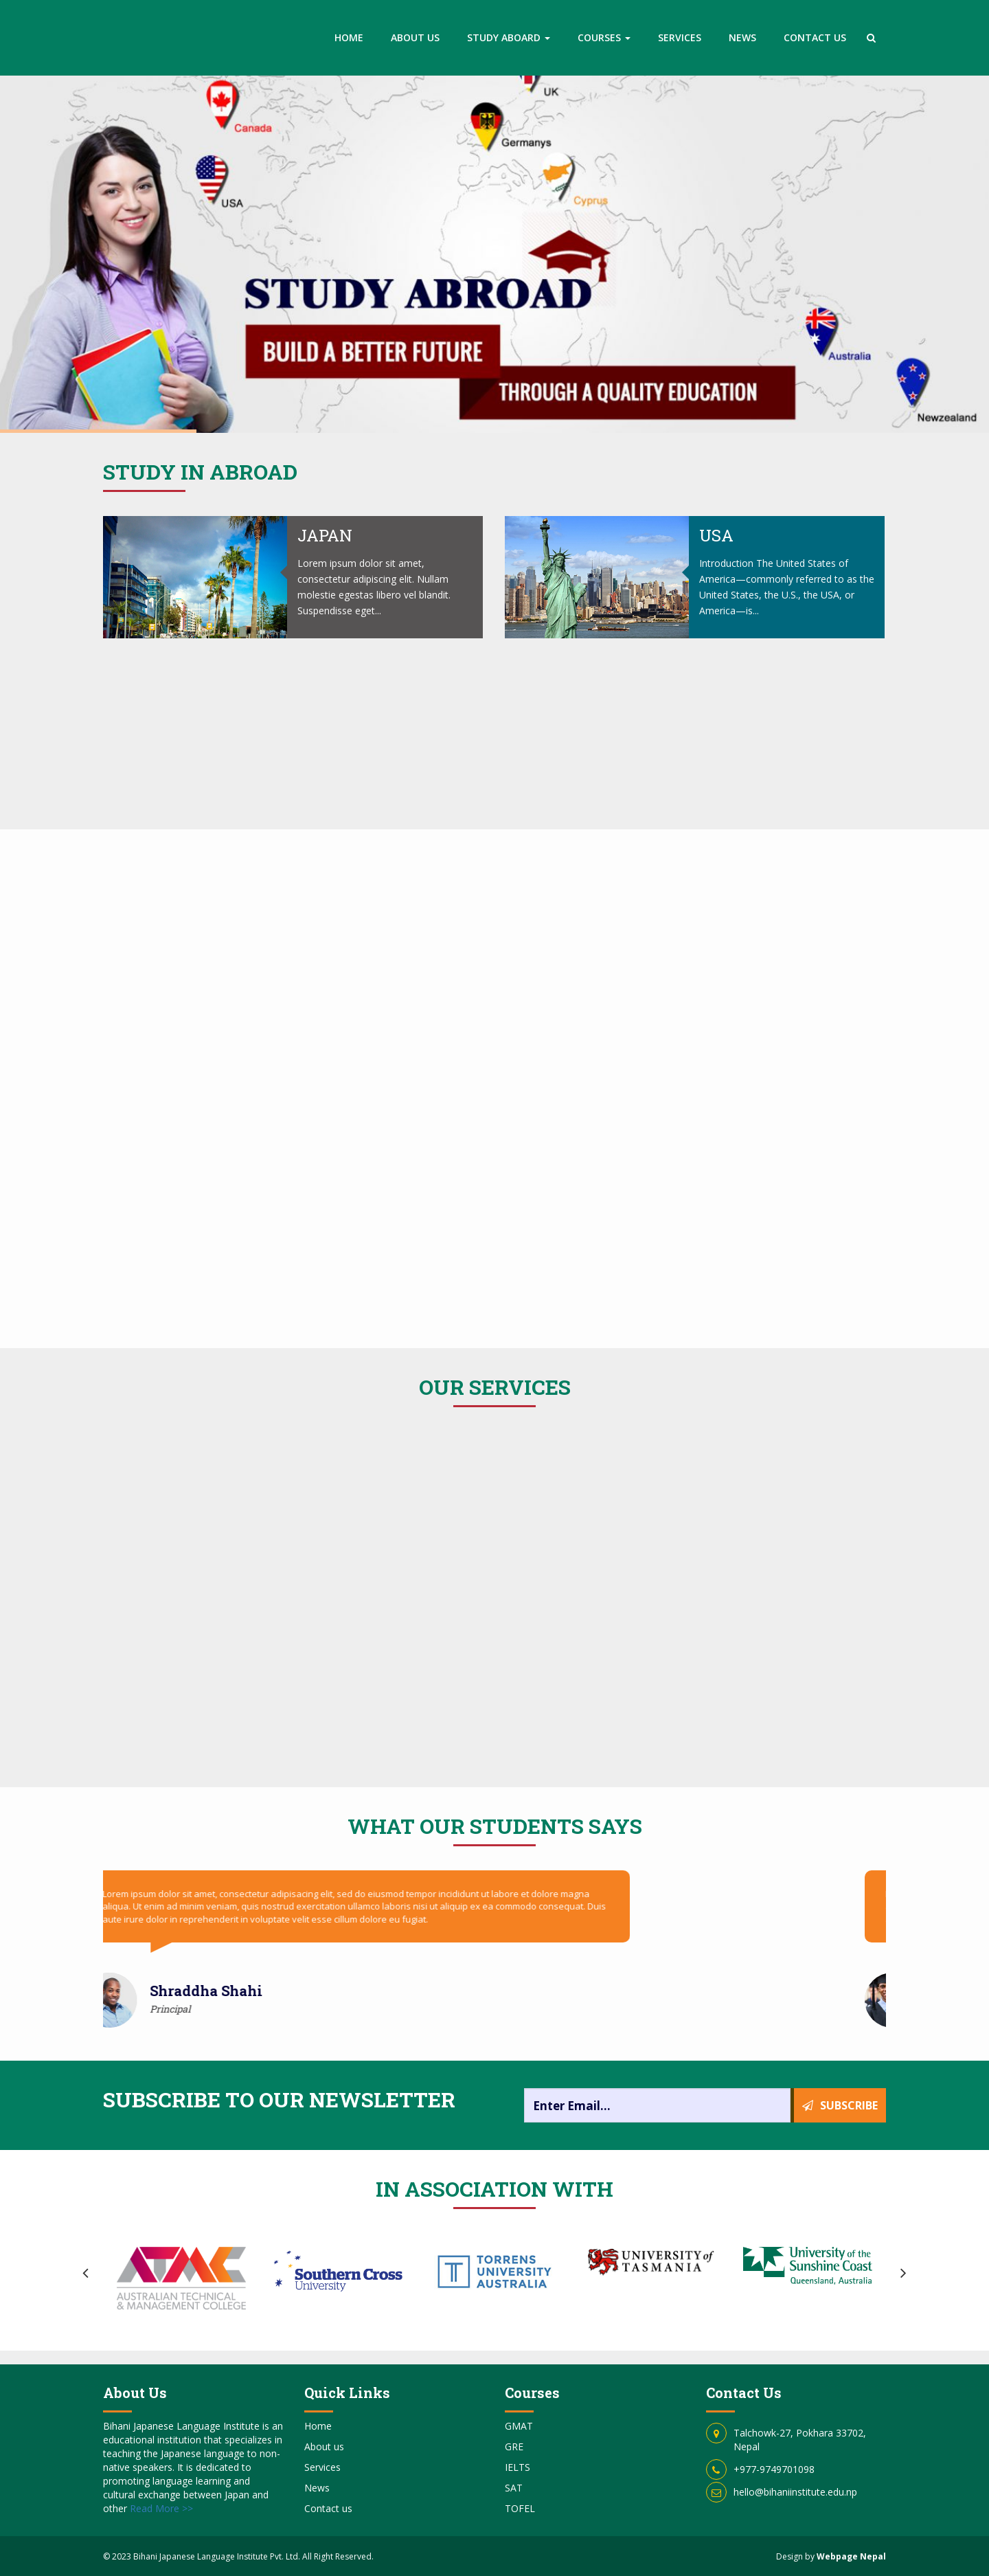 HOME ABOUT US STUDY ABOARD COURSES SERVICES NEWS CONTACT US
UK
Canada
Germanys
USA
Cyprus
STUDY ABROAD
BUILD A BETTER FUTURE
THROUGH A QUALITY EDUCATION
Australia
Newzealand
STUDY IN ABROAD
JAPAN
Lorem ipsum dolor sit amet,
consectetur adipiscing elit. Nullam
molestie egestas libero vel blandit.
Suspendisse eget...
USA
Introduction The United States of
America—commonly referred to as the
United States, the U.S., the USA, or
America—is...
OUR SERVICES
WHAT OUR STUDENTS SAYS
Lorem ipsum dolor sit amet, consectetur adipisacing elit, sed do eiusmod tempor incididunt ut labore et dolore magna
aliqua. Ut enim ad minim veniam, quis nostrud exercitation ullamco laboris nisi ut aliquip ex ea commodo consequat. Duis
aute irure dolor in reprehenderit in voluptate velit esse cillum dolore eu fugiat.
Shraddha Shahi
Principal
SUBSCRIBE TO OUR NEWSLETTER
Enter Email...
SUBSCRIBE
IN ASSOCIATION WITH
ATMC
AUSTRALIAN TECHNICAL
& MANAGEMENT COLLEGE
Southern Cross
University
TORRENS
UNIVERSITY
AUSTRALIA
UNIVERSITY of
TASMANIA
University of the
Sunshine Coast
Queensland, Australia
About Us
Bihani Japanese Language Institute is an
educational institution that specializes in
teaching the Japanese language to non-
native speakers. It is dedicated to
promoting language learning and
cultural exchange between Japan and
other Read More >>
Quick Links
Home
About us
Services
News
Contact us
Courses
GMAT
GRE
IELTS
SAT
TOFEL
Contact Us
Talchowk-27, Pokhara 33702,
Nepal
+977-9749701098
hello@bihaniinstitute.edu.np
© 2023 Bihani Japanese Language Institute Pvt. Ltd. All Right Reserved.
Design by Webpage Nepal